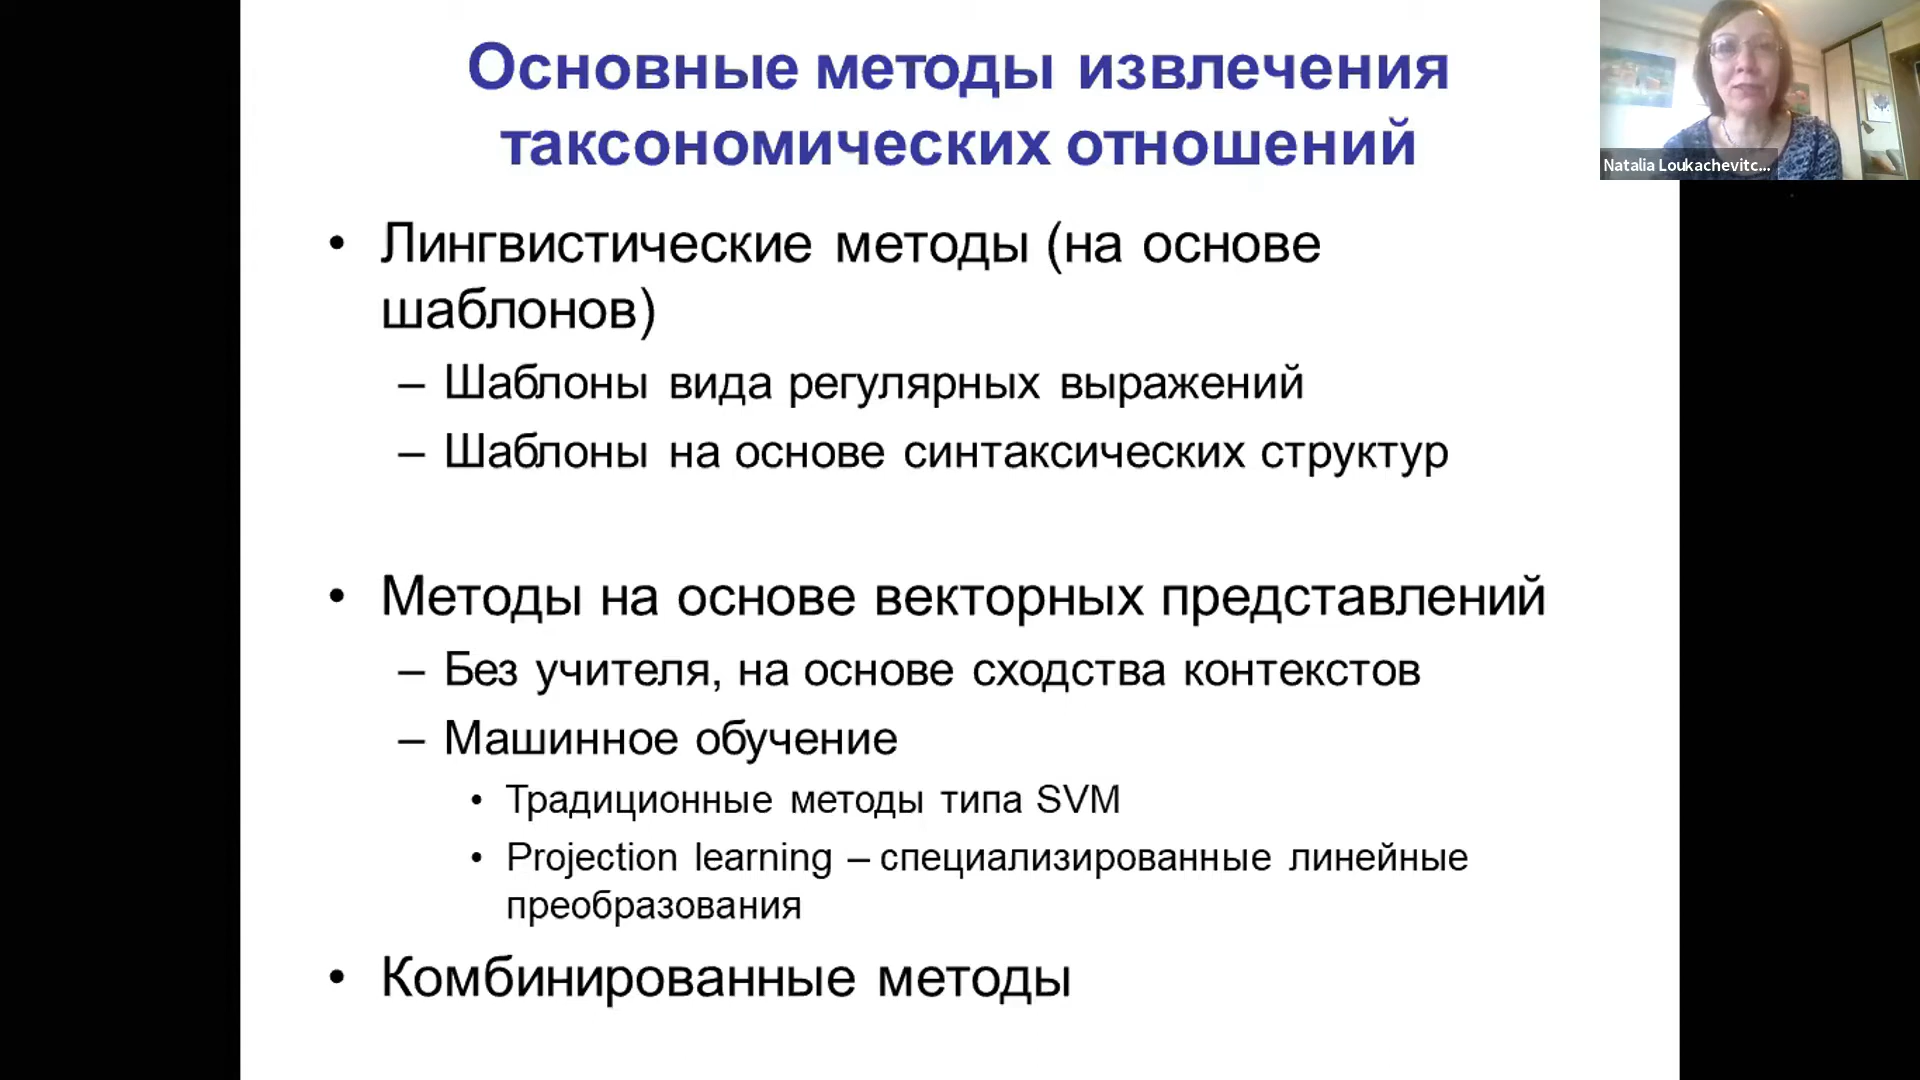 Основные методы извлечения
таксономических отношений
Natalia Loukachevitc...
• Лингвистические методы (на основе
шаблонов)
– Шаблоны вида регулярных выражений
– Шаблоны на основе синтаксических структур
• Методы на основе векторных представлений
– Без учителя, на основе сходства контекстов
– Машинное обучение
• Традиционные методы типа SVM
• Projection learning – специализированные линейные
преобразования
• Комбинированные методы